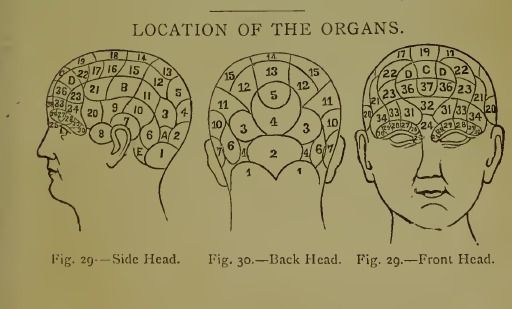 LOCATION OF THE ORGANS.
19 18 14
22 17 16 15 13
D 12
36 23 21 B 11 5
33 24 20 9 10 3 4
7
8 6 A 2
E 1
14
15 12 13 12 15
5
11 4 11
10 3 3 10
7 6 4 2 4 6 7
1 1
17 19 17
22 D C D 22
21 23 36 37 36 23 21
20 34 33 31 32 31 33 34 20
24
Fig. 29--Side Head. Fig. 30.—Back Head. Fig. 29.—Front Head.